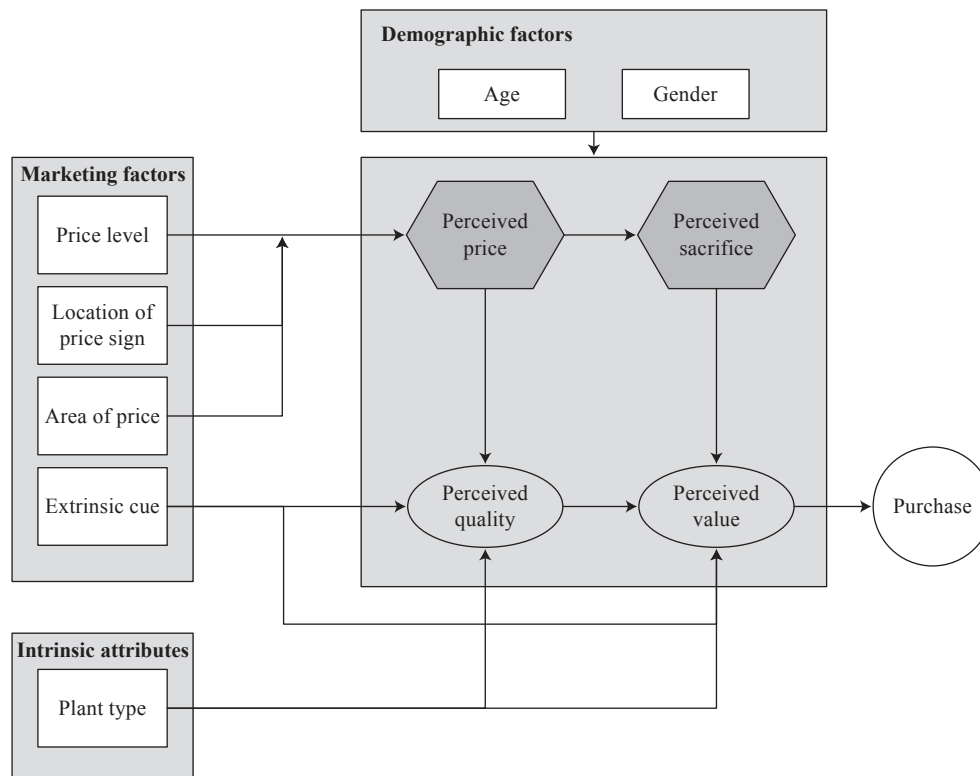 Demographic factors
Age
Gender
Marketing factors
Price level
Location of
price sign
Area of price
Extrinsic cue
Perceived
price
Perceived
sacrifice
Perceived
quality
Perceived
value
Purchase
Intrinsic attributes
Plant type